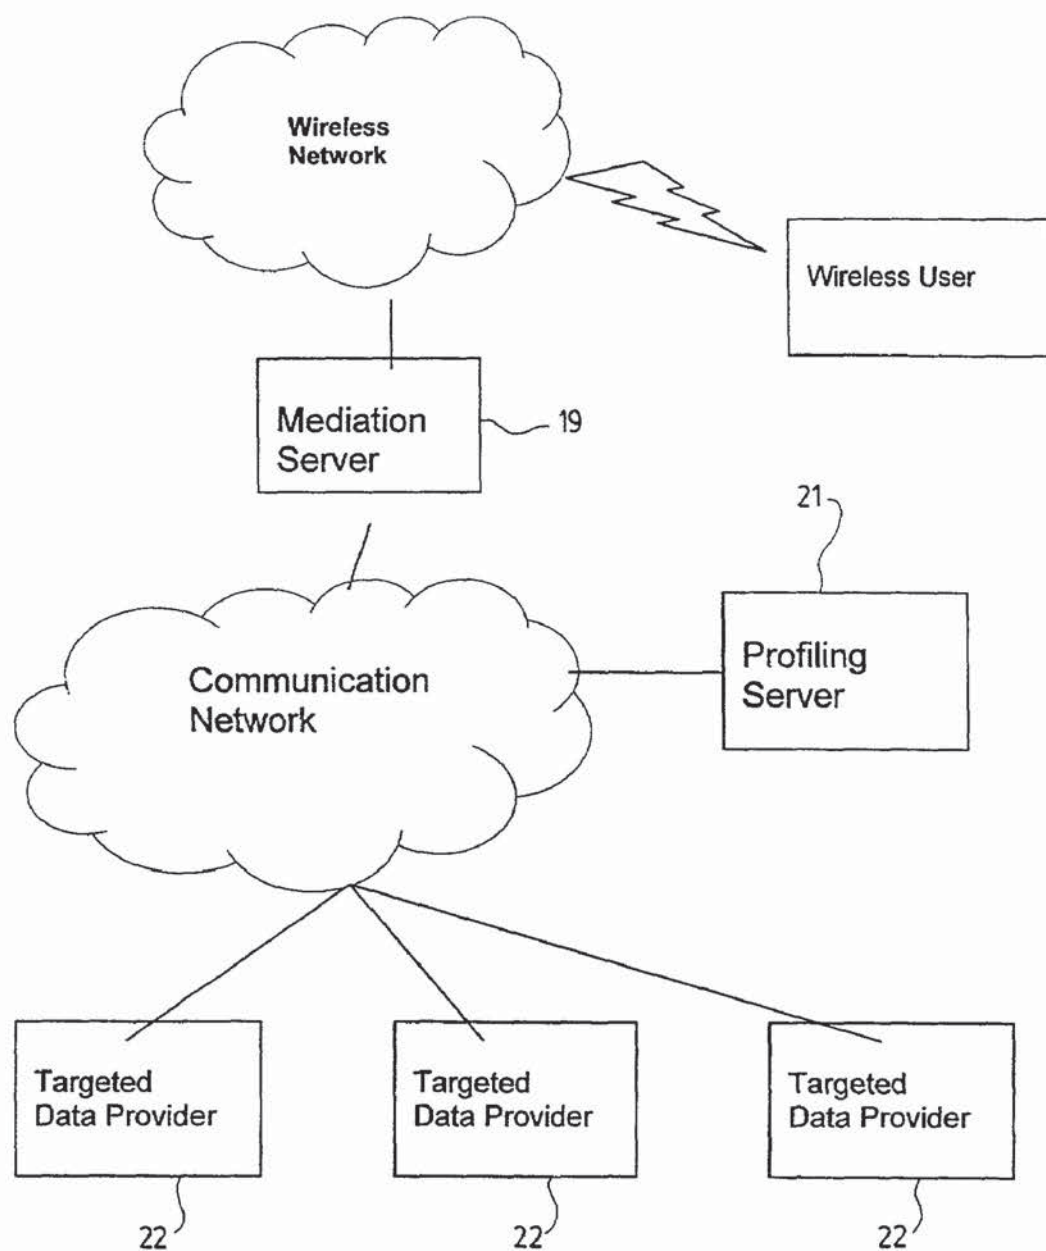 Wireless
Network
Wireless User
Mediation
Server
19
21
Communication
Network
Profiling
Server
Targeted
Data Provider
Targeted
Data Provider
Targeted
Data Provider
22
22
22